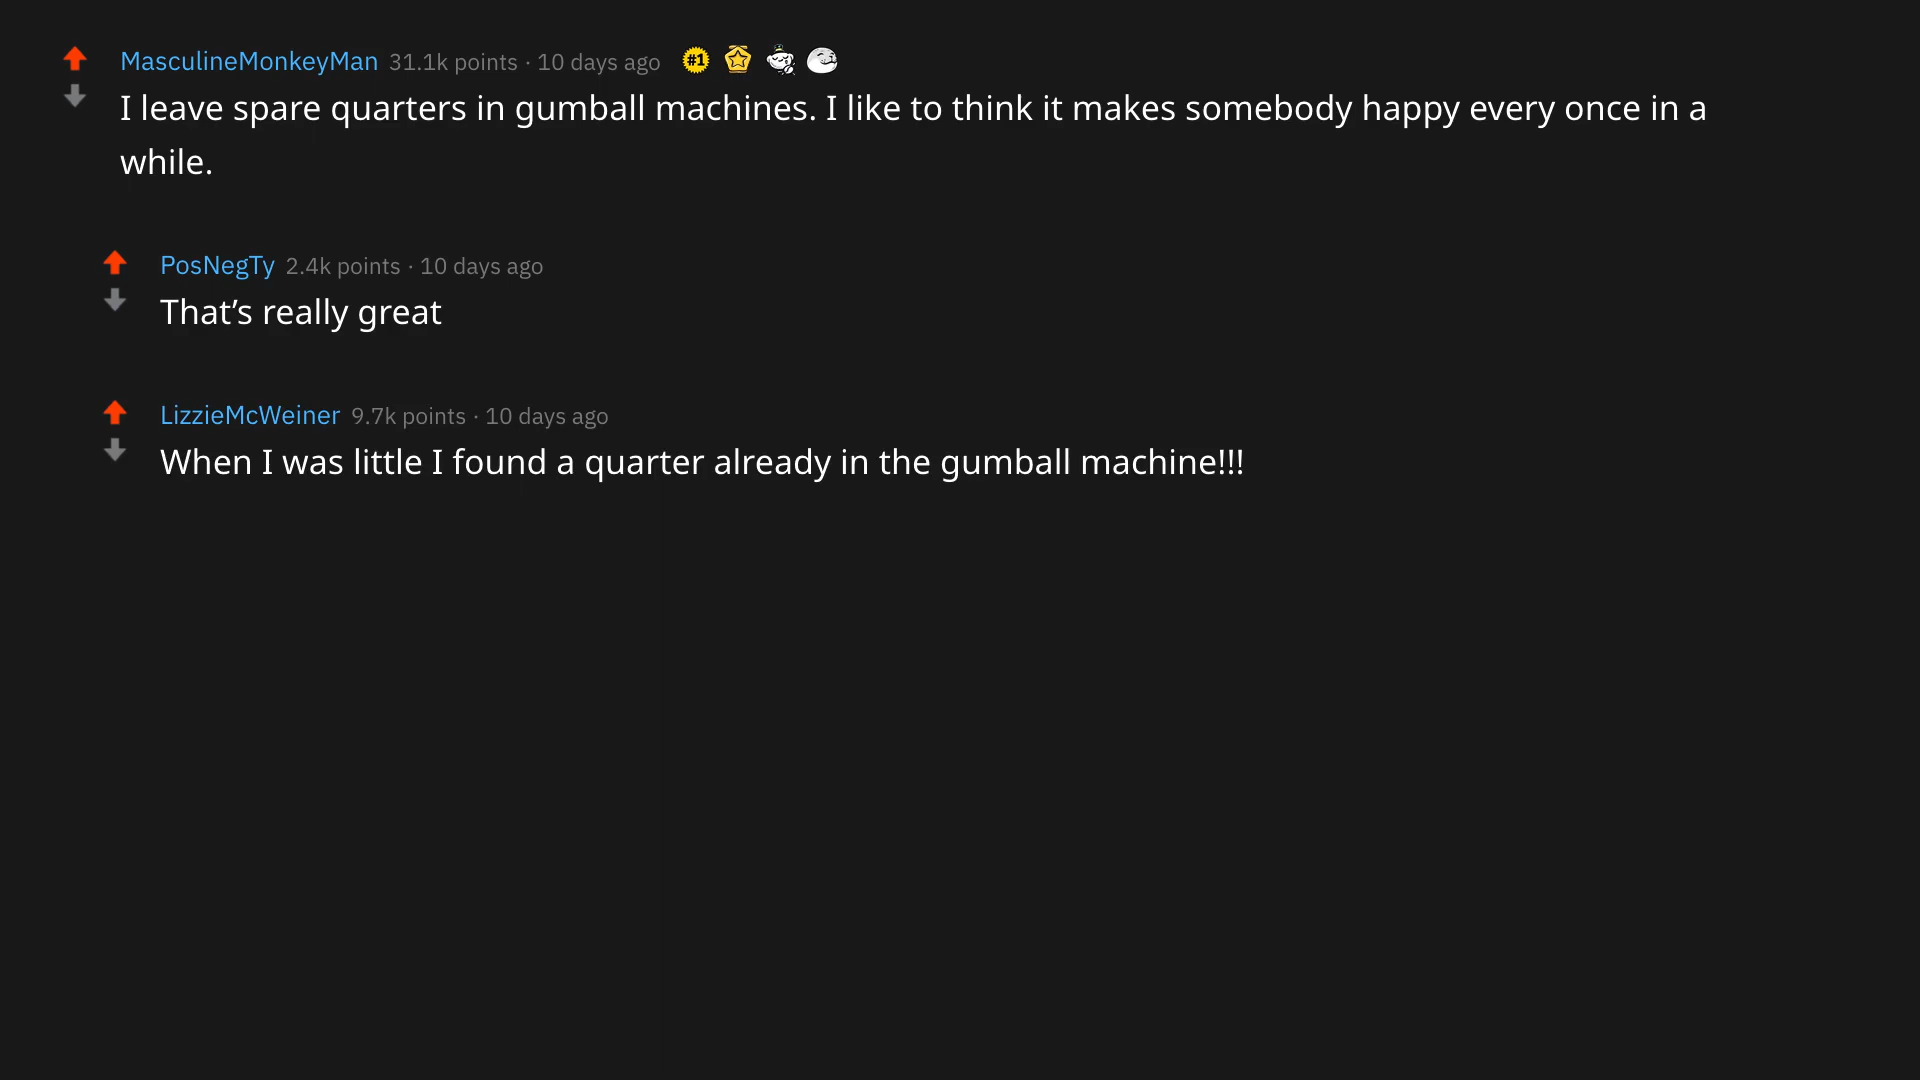 MasculineMonkeyMan 31.1k points · 10 days ago #1
I leave spare quarters in gumball machines. I like to think it makes somebody happy every once in a
while.
PosNegTy 2.4k points · 10 days ago
That’s really great
LizzieMcWeiner 9.7k points · 10 days ago
When I was little I found a quarter already in the gumball machine!!!